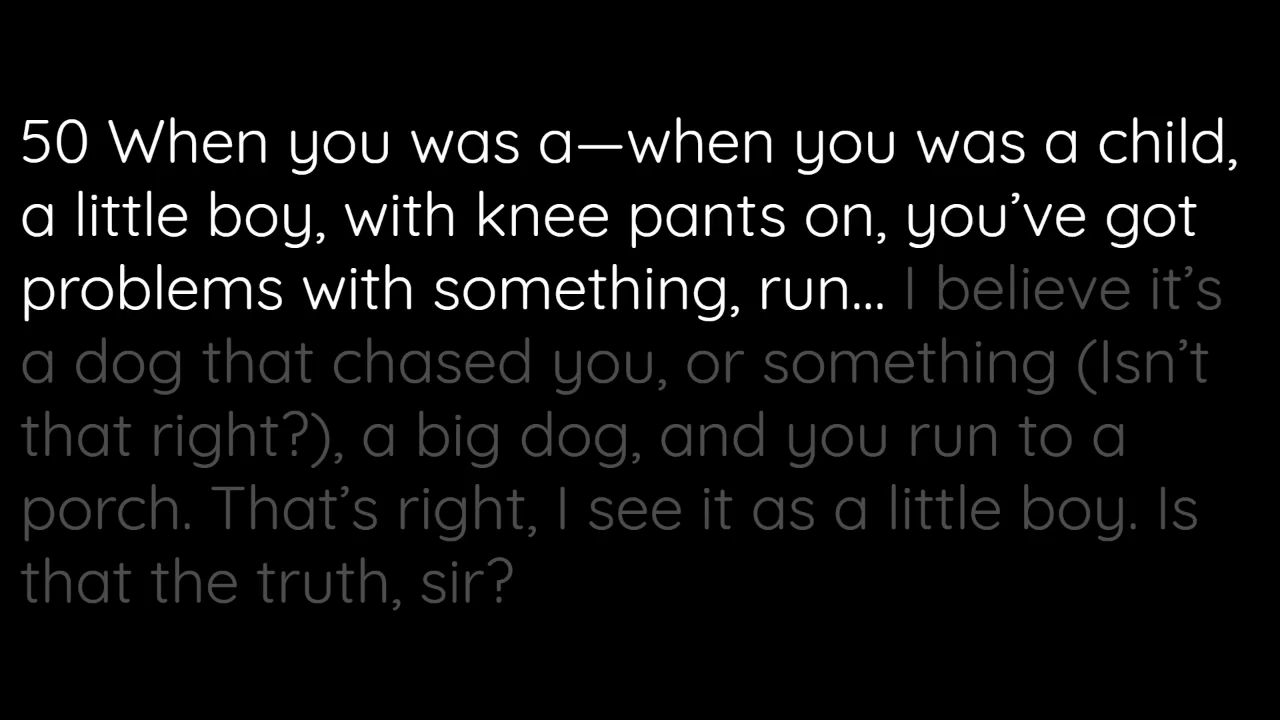 50 When you was a—when you was a child,
a little boy, with knee pants on, you’ve got
problems with something, run... I believe it’s
a dog that chased you, or something (Isn’t
that right?), a big dog, and you run to a
porch. That’s right, I see it as a little boy. Is
that the truth, sir?